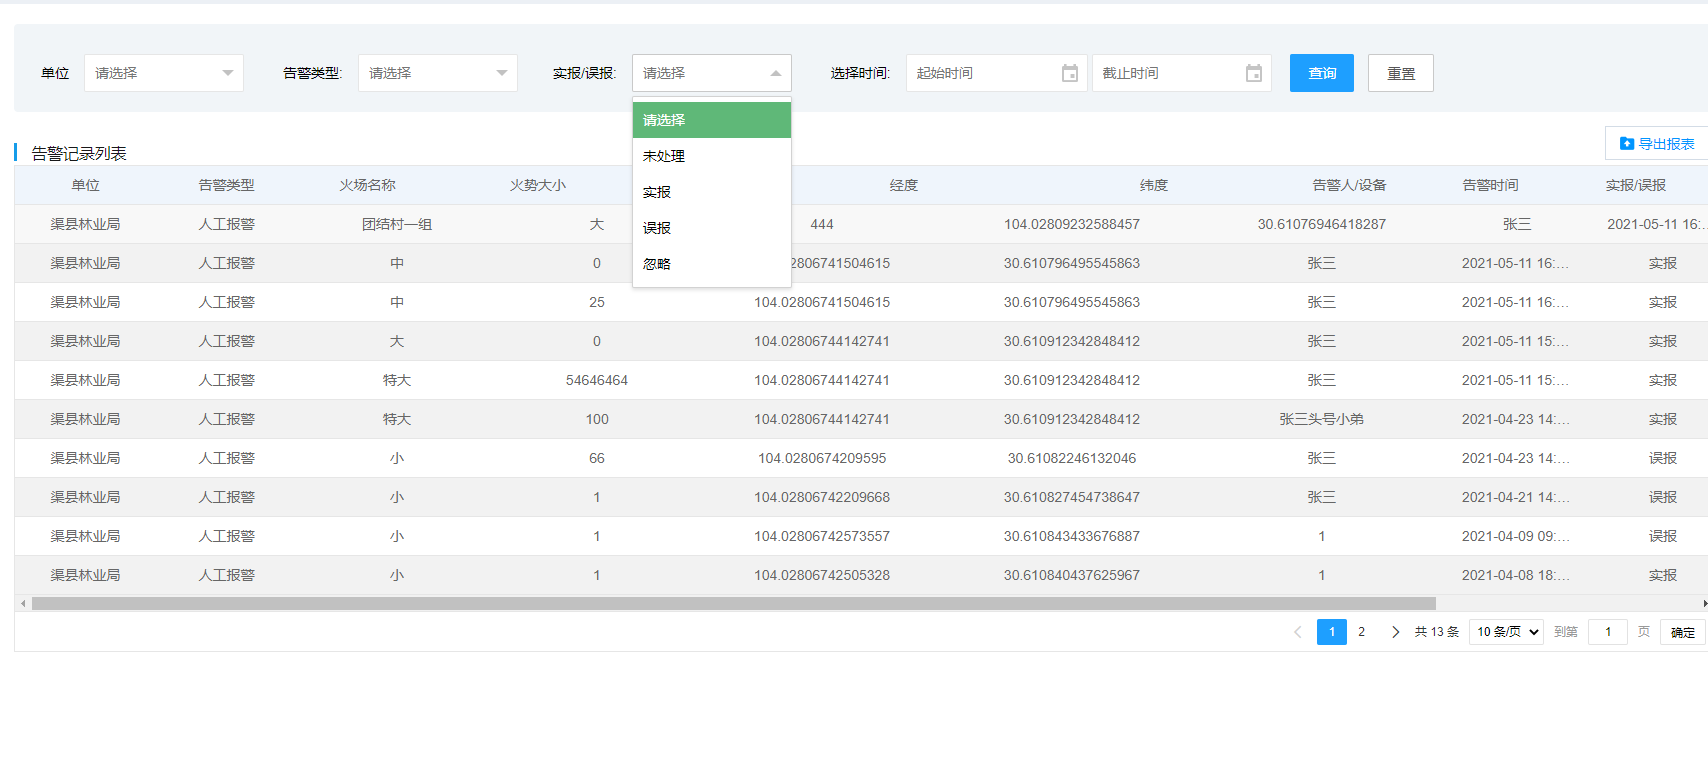 单位 请选择 告警类型: 请选择 实报/误报: 请选择 选择时间: 起始时间 截止时间 查询 重置
请选择
未处理
实报
误报
忽略
导出报表
告警记录列表
单位 告警类型 火场名称 火势大小 经度 纬度 告警人/设备 告警时间 实报/误报
渠县林业局 人工报警 团结村一组 大 444 104.02809232588457 30.61076946418287 张三 2021-05-11 16:...
渠县林业局 人工报警 中 0 2806741504615 30.610796495545863 张三 2021-05-11 16:... 实报
渠县林业局 人工报警 中 25 104.02806741504615 30.610796495545863 张三 2021-05-11 16:... 实报
渠县林业局 人工报警 大 0 104.02806744142741 30.610912342848412 张三 2021-05-11 15:... 实报
渠县林业局 人工报警 特大 54646464 104.02806744142741 30.610912342848412 张三 2021-05-11 15:... 实报
渠县林业局 人工报警 特大 100 104.02806744142741 30.610912342848412 张三头号小弟 2021-04-23 14:... 实报
渠县林业局 人工报警 小 66 104.0280674209595 30.61082246132046 张三 2021-04-23 14:... 误报
渠县林业局 人工报警 小 1 104.02806742209668 30.610827454738647 张三 2021-04-21 14:... 误报
渠县林业局 人工报警 小 1 104.02806742573557 30.610843433676887 1 2021-04-09 09:... 误报
渠县林业局 人工报警 小 1 104.02806742505328 30.610840437625967 1 2021-04-08 18:... 实报
1 2 共 13 条 10 条/页 到第 1 页 确定